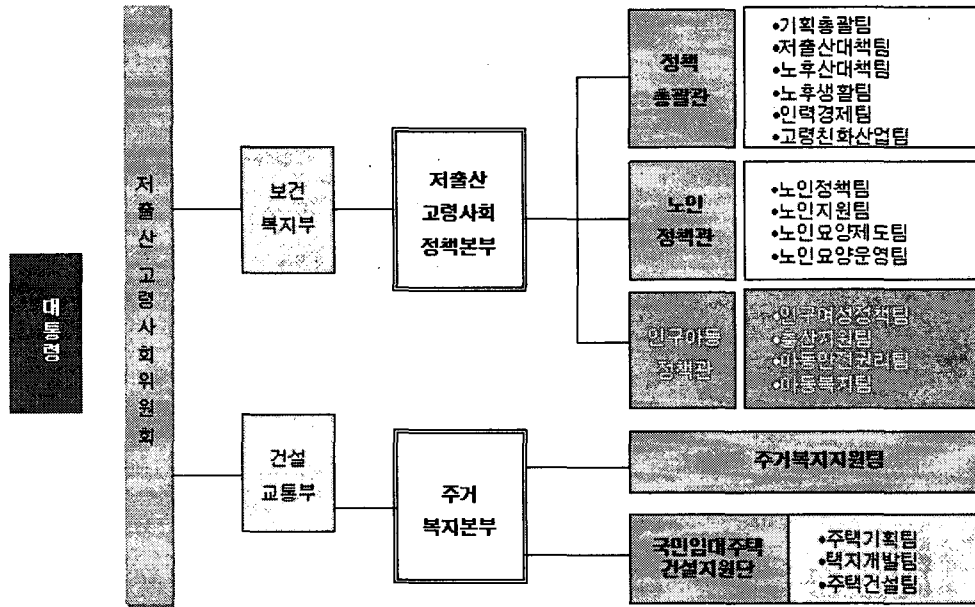 대통령
저출산·고령사회위원회
보건
복지부
저출산
고령사회
정책본부
정책
총괄관
•기획총괄팀
•저출산대책팀
•노후산대책팀
•노후생활팀
•인력경제팀
•고령친화산업팀
노인
정책관
•노인정책팀
•노인지원팀
•노인요양제도팀
•노인요양운영팀
인구아동
정책관
•인구여성정책팀
•출산지원팀
•아동안전권리팀
•아동복지팀
건설
교통부
주거
복지본부
주거복지지원팀
국민임대주택
건설지원단
•주택기획팀
•택지개발팀
•주택건설팀